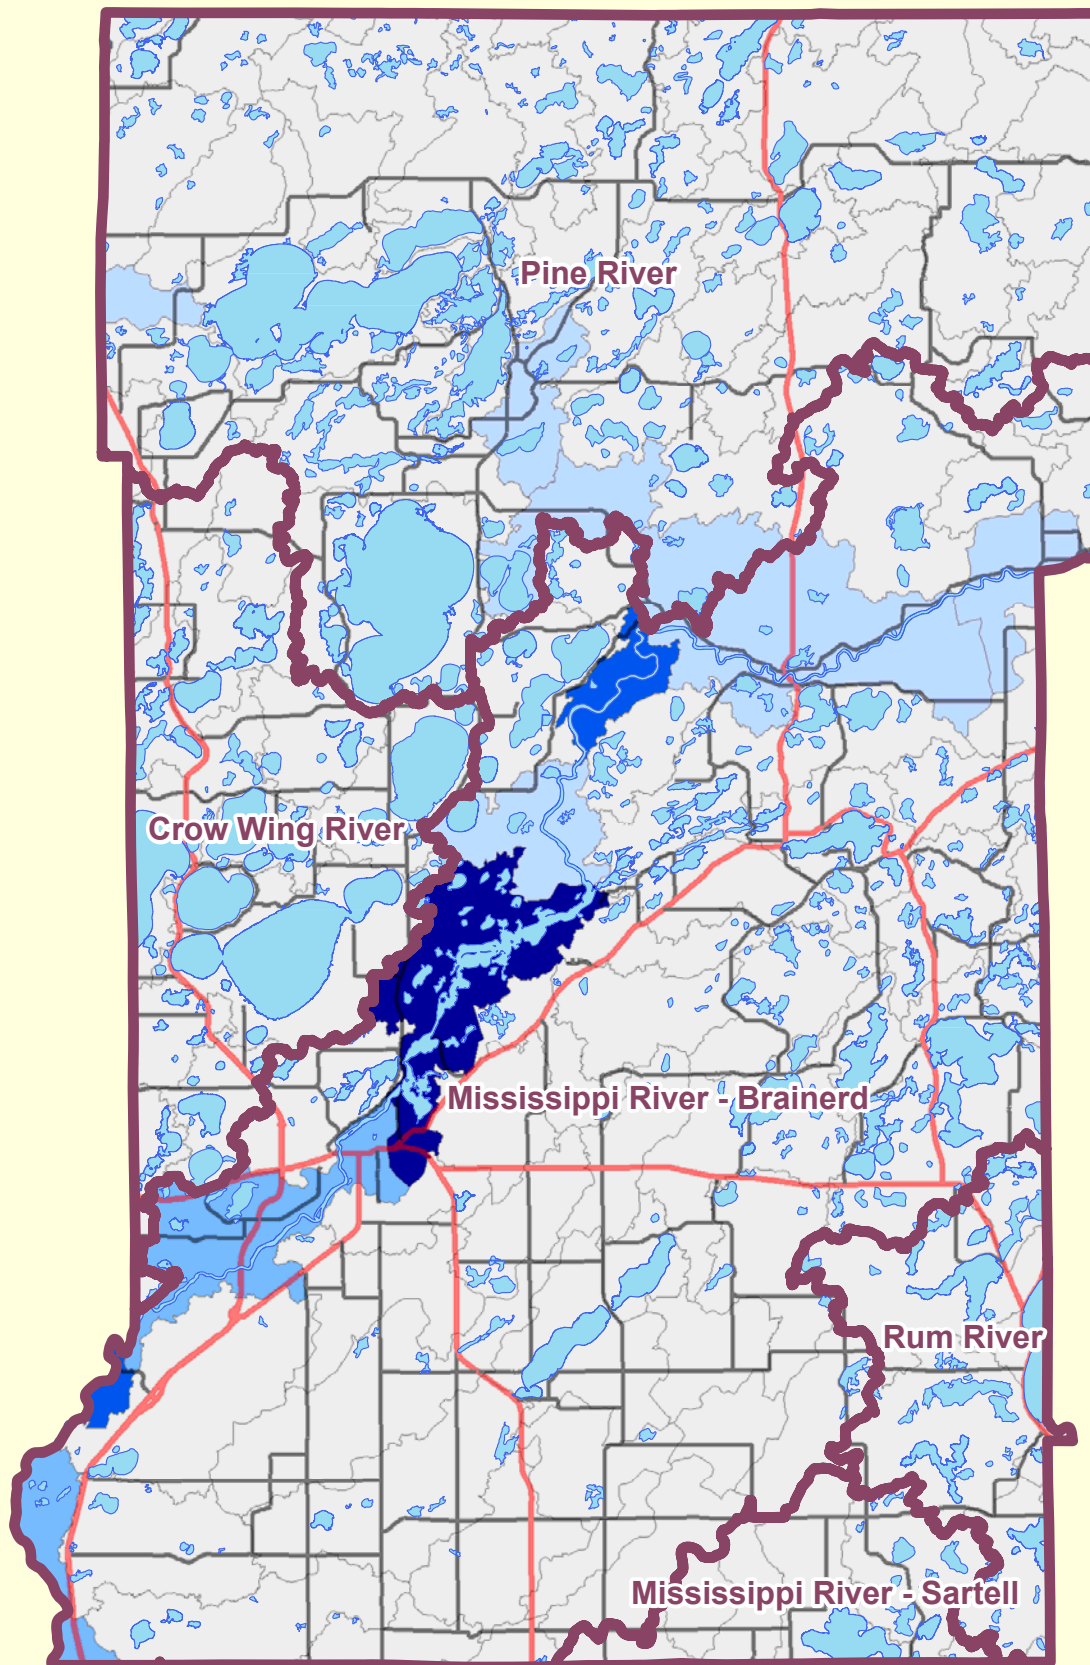 Pine River
Crow Wing River
Mississippi River - Brainerd
Rum River
Mississippi River - Sartell